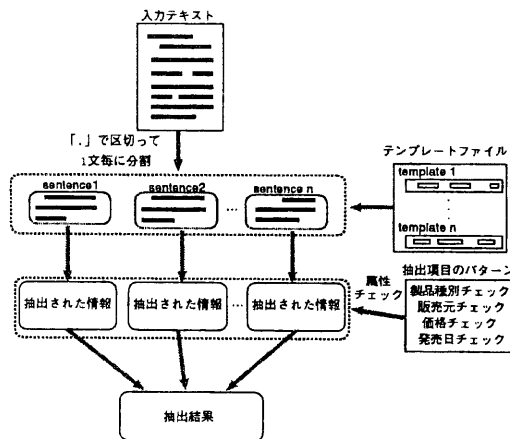 入力テキスト
「.」で区切って
1文毎に分割
テンプレートファイル
template 1
template n
sentence1
sentence2
…
sentence n
抽出項目のパターン
属性
チェック
製品種別チェック
販売元チェック
価格チェック
発売日チェック
抽出された情報
抽出された情報
…
抽出された情報
抽出結果